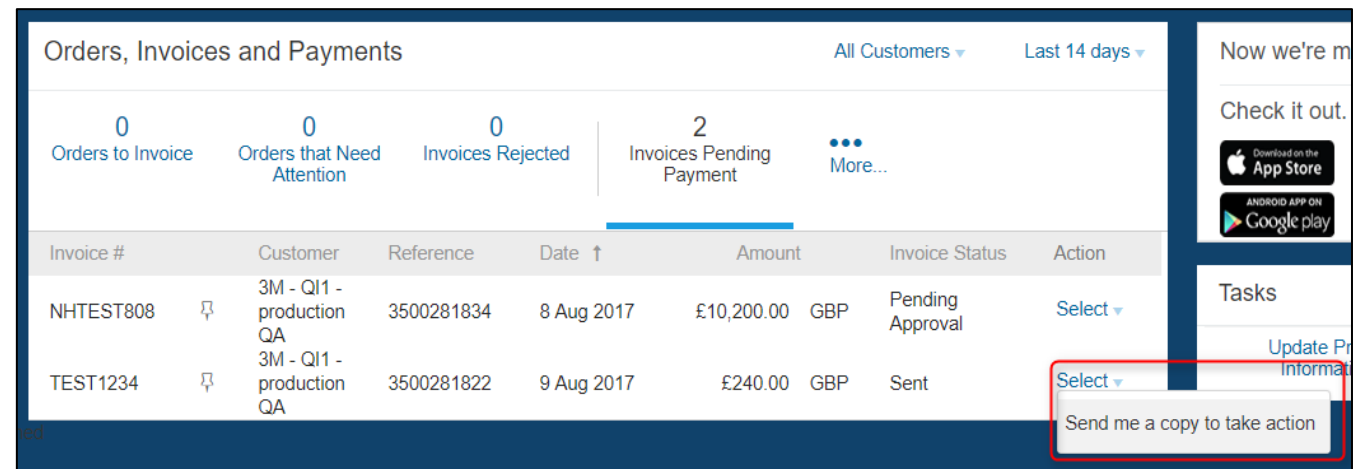 Orders, Invoices and Payments
All Customers
Last 14 days
0
Orders to Invoice
0
Orders that Need
Attention
0
Invoices Rejected
2
Invoices Pending
Payment
More...
Invoice # Customer Reference Date ↑ Amount Invoice Status Action
NHTEST808
3M - QI1 -
production
QA
3500281834 8 Aug 2017 £10,200.00 GBP
Pending
Approval
Select
TEST1234
3M - QI1 -
production
QA
3500281822 9 Aug 2017 £240.00 GBP Sent Select
Send me a copy to take action
Now we're m
Check it out.
Download on the
App Store
ANDROID APP ON
Google play
Tasks
Update Pr
Informati